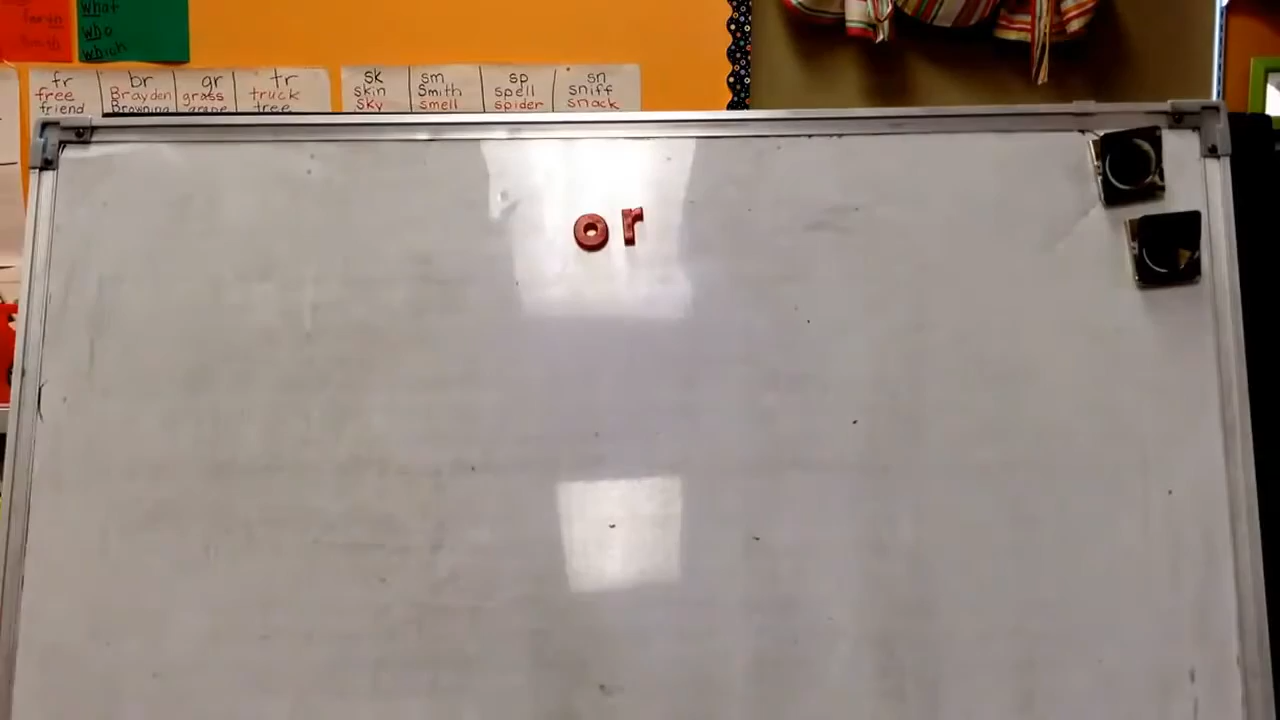 what
who
which
fr br gr tr
free Brayden grass truck
friend Browning grape tree
sk sm sp sn
skin Smith spell sniff
sky smell spider snack
or